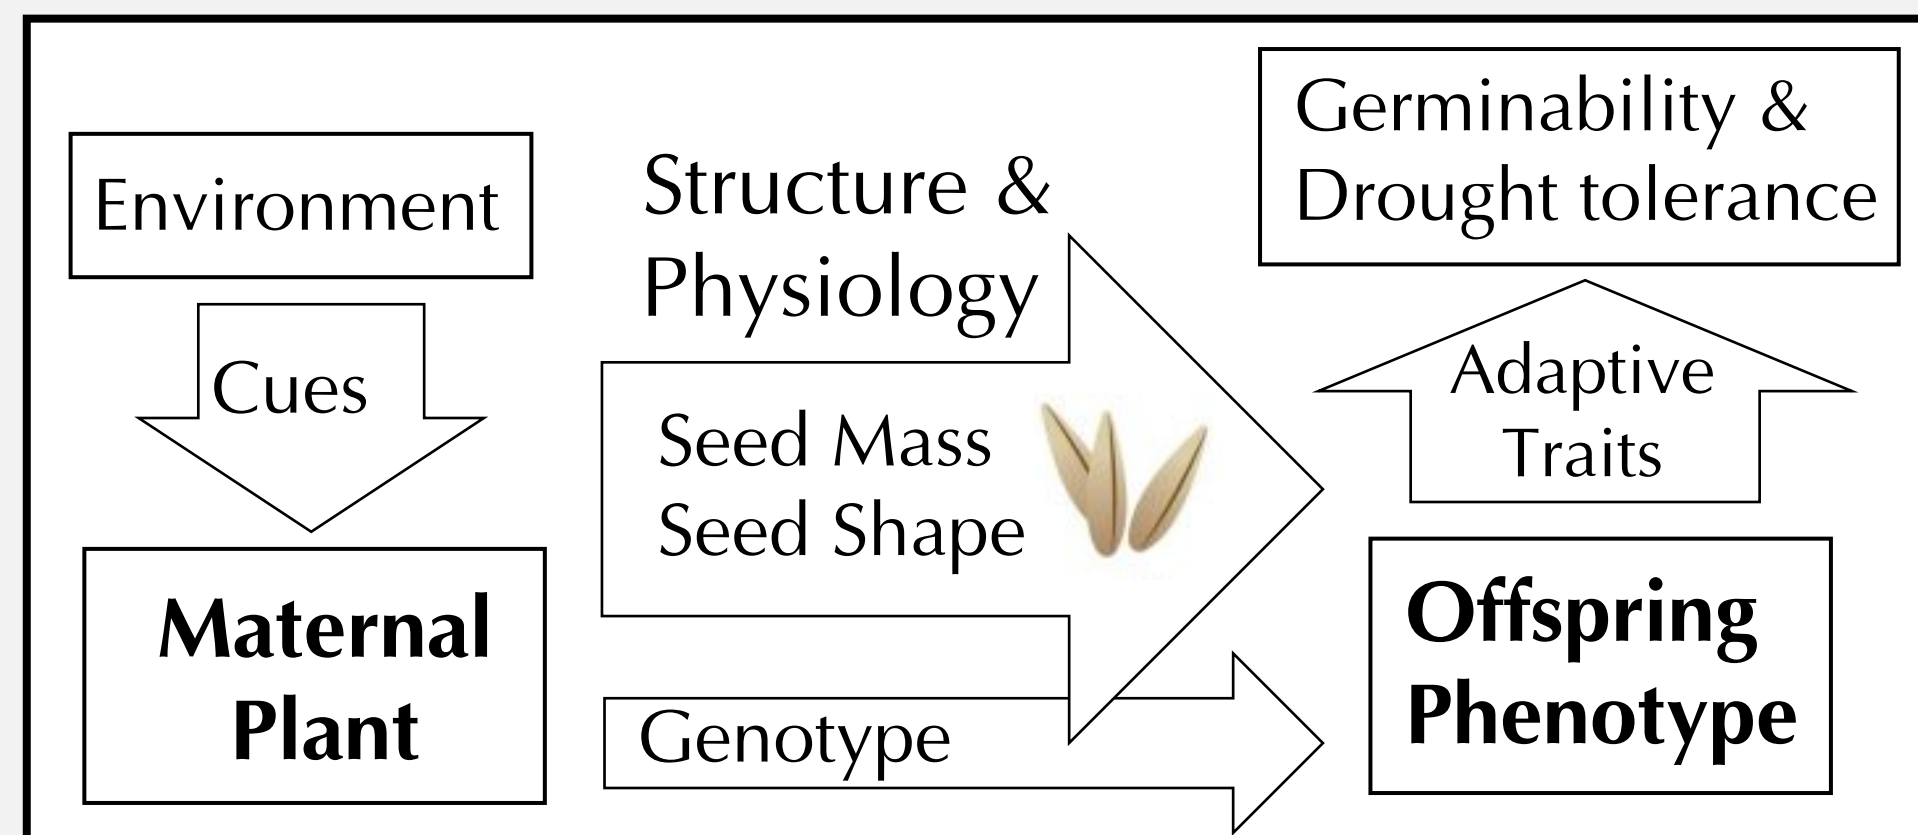 Environment
Cues
Maternal
Plant
Structure &
Physiology
Seed Mass
Seed Shape
Genotype
Germinability &
Drought tolerance
Adaptive
Traits
Offspring
Phenotype